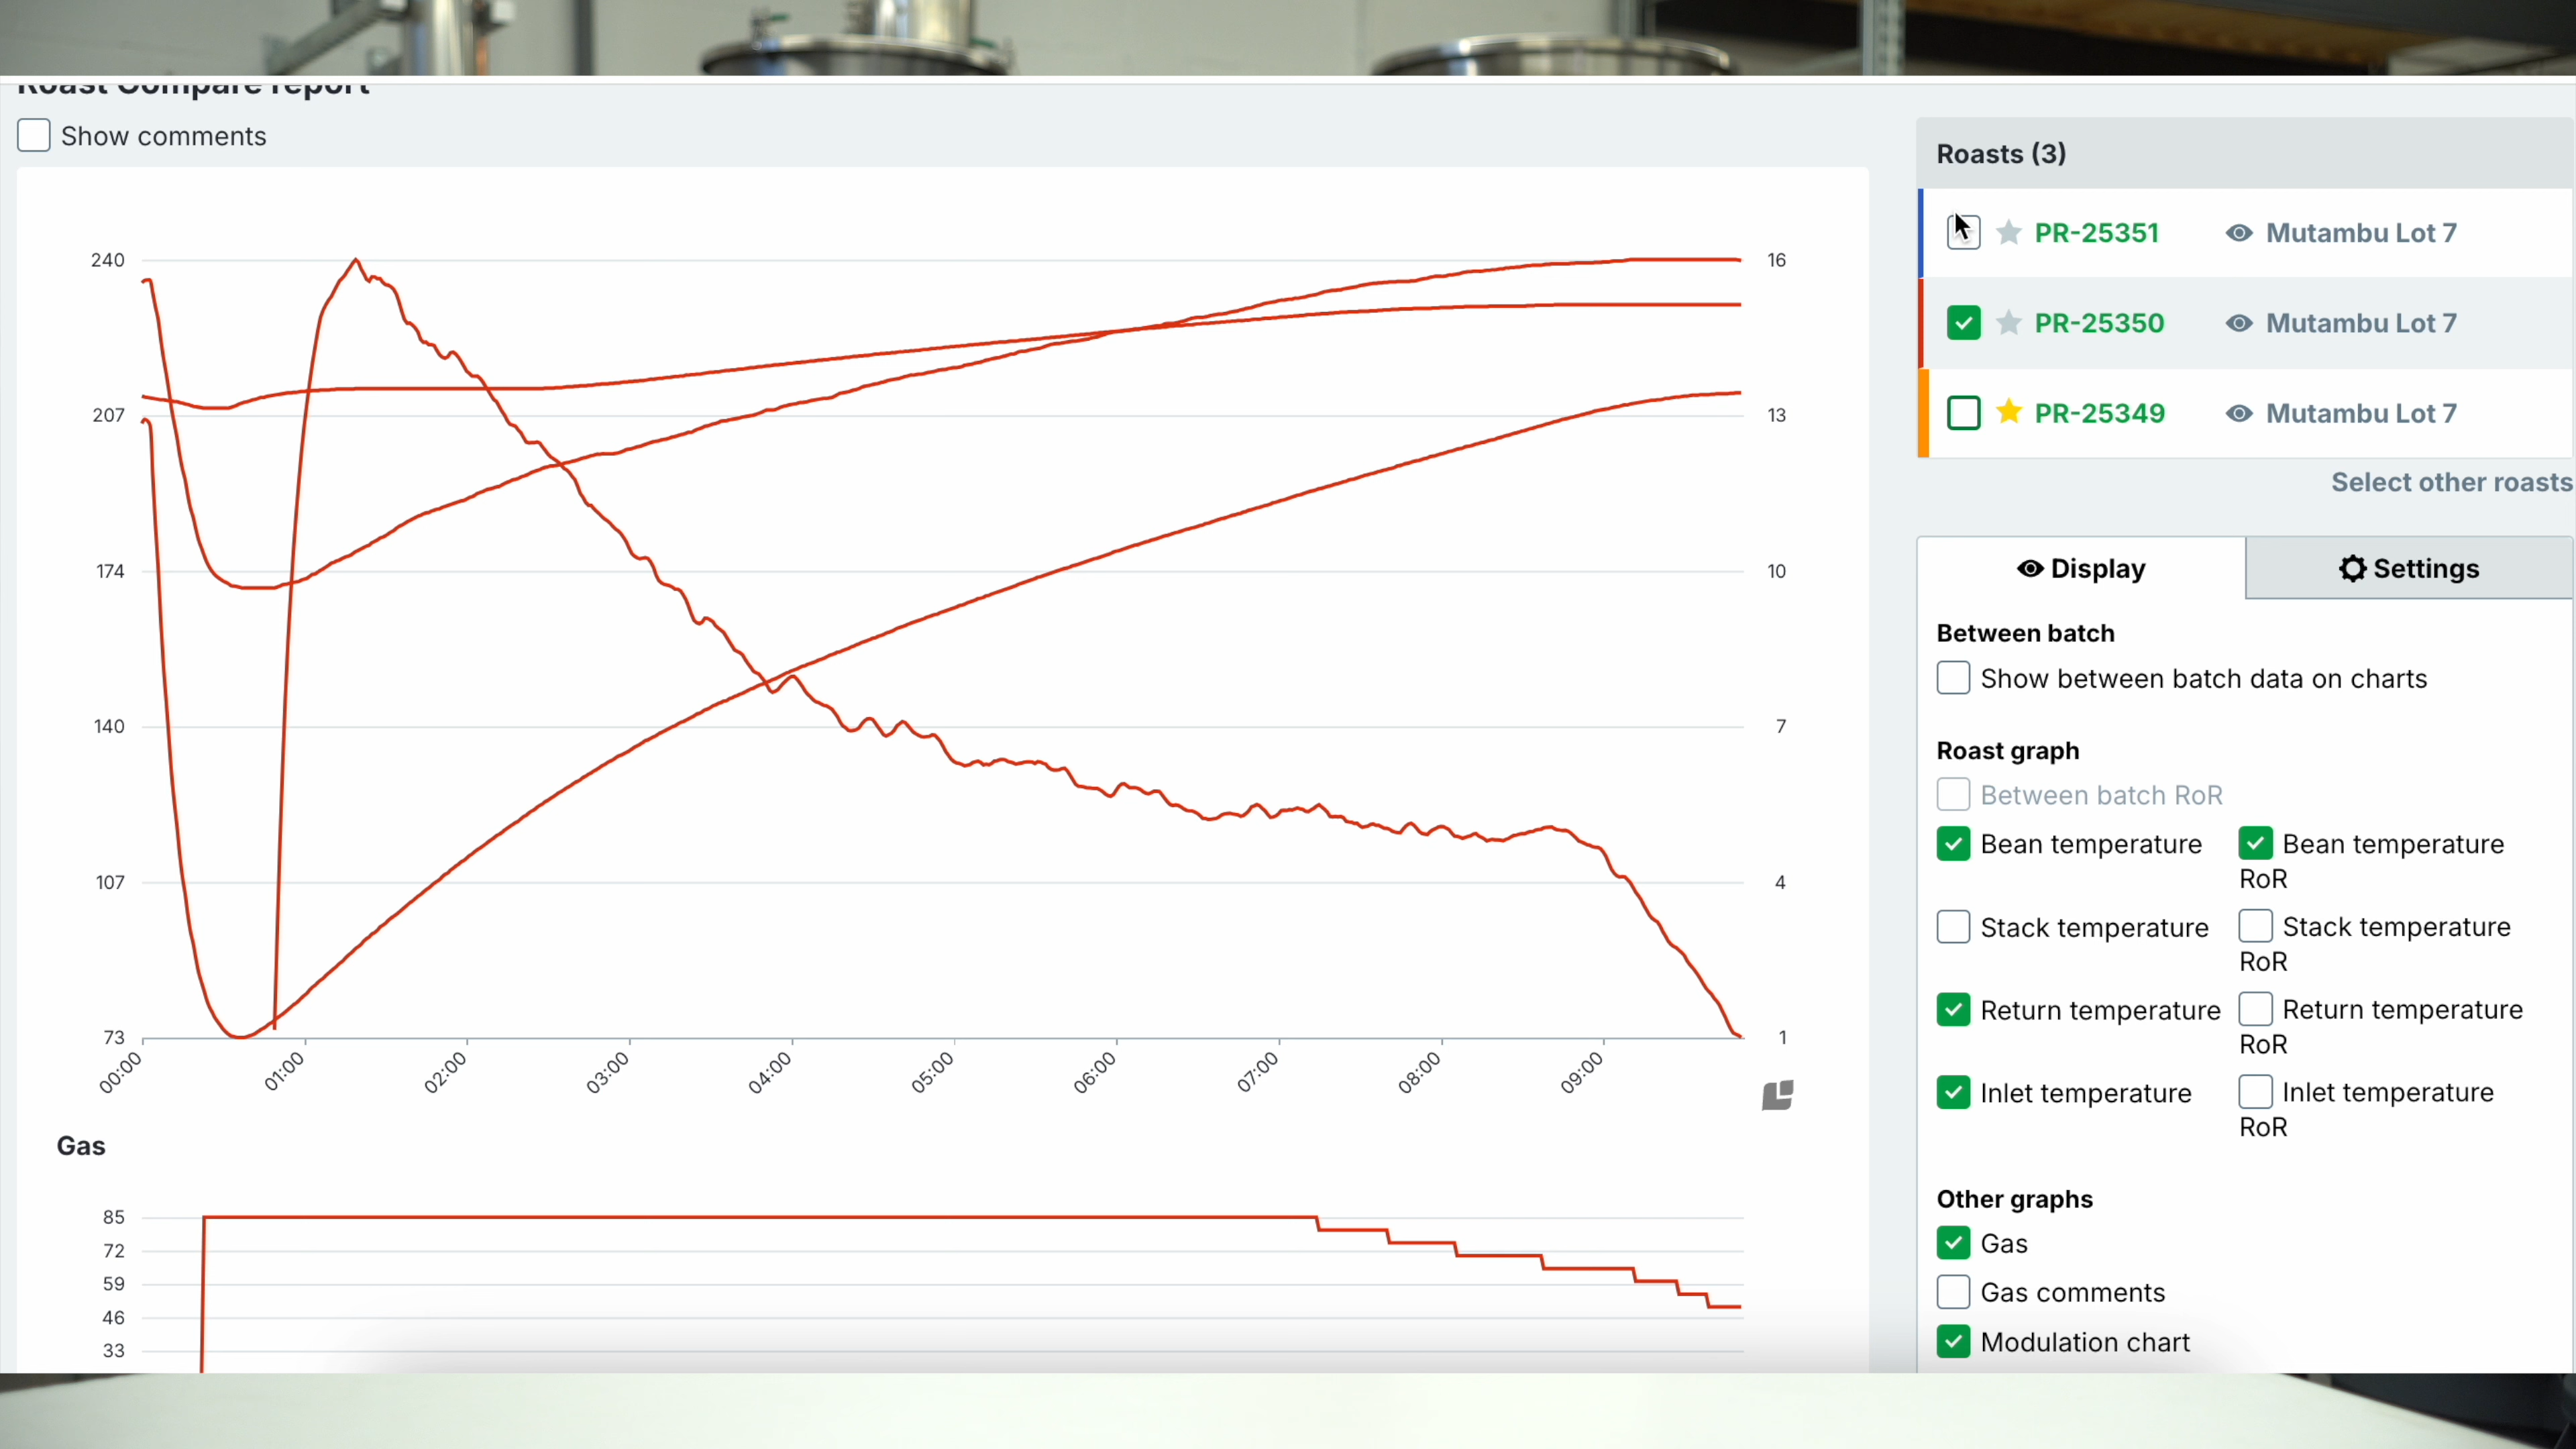 Roast Compare report
Show comments
Roasts (3)
PR-25351 Mutambu Lot 7
PR-25350 Mutambu Lot 7
PR-25349 Mutambu Lot 7
Select other roasts
240 16
207 13
174 10
140 7
107 4
73 1
00:00 01:00 02:00 03:00 04:00 05:00 06:00 07:00 08:00 09:00
Gas
85
72
59
46
33
Display Settings
Between batch
Show between batch data on charts
Roast graph
Between batch RoR
Bean temperature Bean temperature
RoR
Stack temperature Stack temperature
RoR
Return temperature Return temperature
RoR
Inlet temperature Inlet temperature
RoR
Other graphs
Gas
Gas comments
Modulation chart